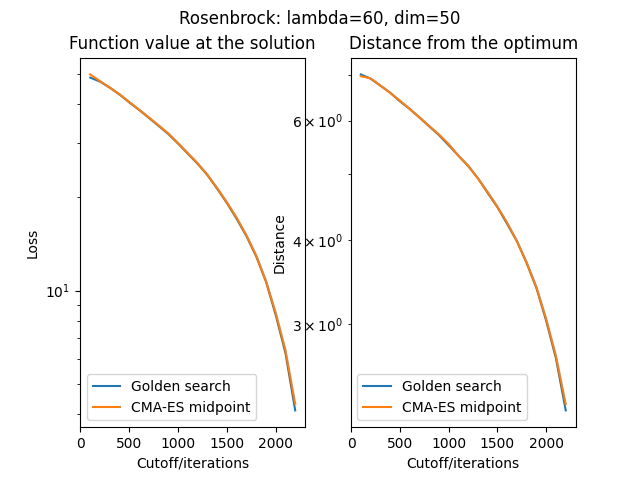 Rosenbrock: lambda=60, dim=50
Function value at the solution
Distance from the optimum
Loss
10^1
Golden search
CMA-ES midpoint
0 500 1000 1500 2000
Cutoff/iterations
Distance
6 × 10^0
4 × 10^0
3 × 10^0
Golden search
CMA-ES midpoint
0 500 1000 1500 2000
Cutoff/iterations